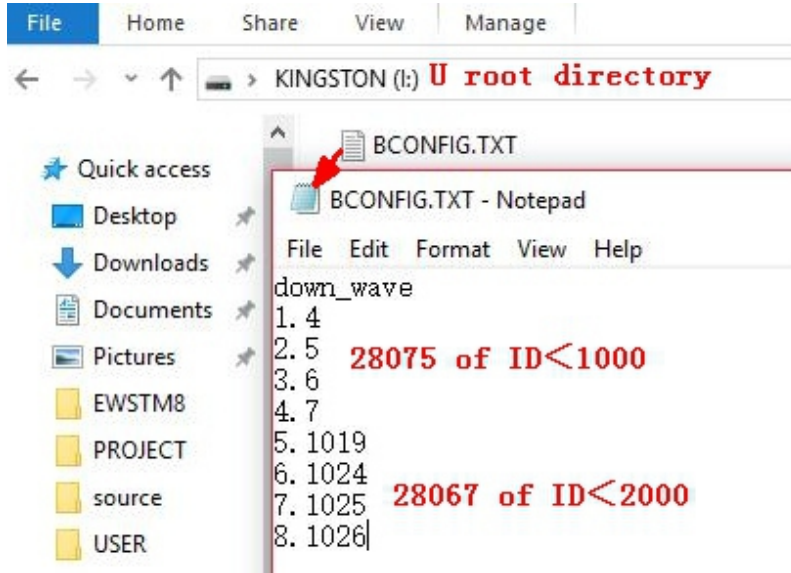 File Home Share View Manage
KINGSTON (I:) U root directory
BCONFIG.TXT
Quick access
Desktop
Downloads
Documents
Pictures
EWSTM8
PROJECT
source
USER
BCONFIG.TXT - Notepad
File Edit Format View Help
down_wave
1. 4
2. 5
3. 6
4. 7
5. 1019
6. 1024
7. 1025
8. 1026
28075 of ID<1000
28067 of ID<2000